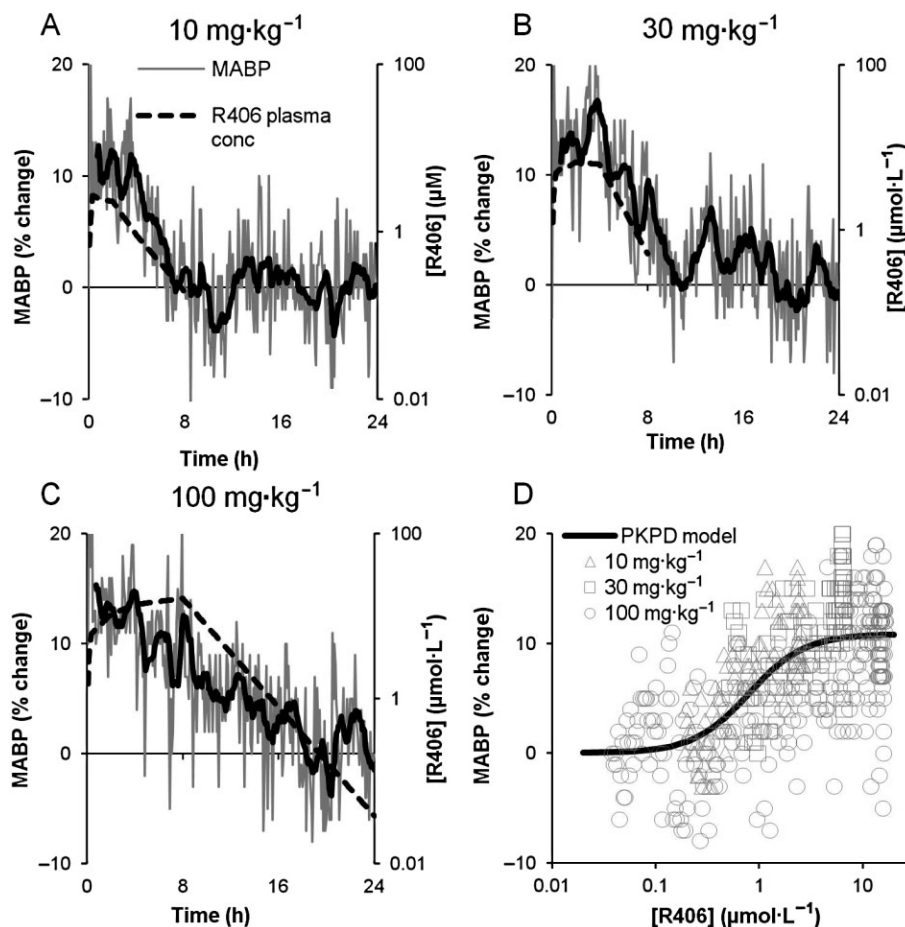 A
10 mg·kg⁻¹
20
10
0
–10
MABP (% change)
MABP
R406 plasma
conc
100
1
0.01
[R406] (µM)
0
8
16
24
Time (h)
B
30 mg·kg⁻¹
20
10
0
–10
MABP (% change)
100
1
0.01
[R406] (µmol·L⁻¹)
0
8
16
24
Time (h)
C
100 mg·kg⁻¹
20
10
0
–10
MABP (% change)
100
1
0.01
[R406] (µmol·L⁻¹)
0
8
16
24
Time (h)
D
20
10
0
–10
MABP (% change)
PKPD model
10 mg·kg⁻¹
30 mg·kg⁻¹
100 mg·kg⁻¹
0.01
0.1
1
10
[R406] (µmol·L⁻¹)